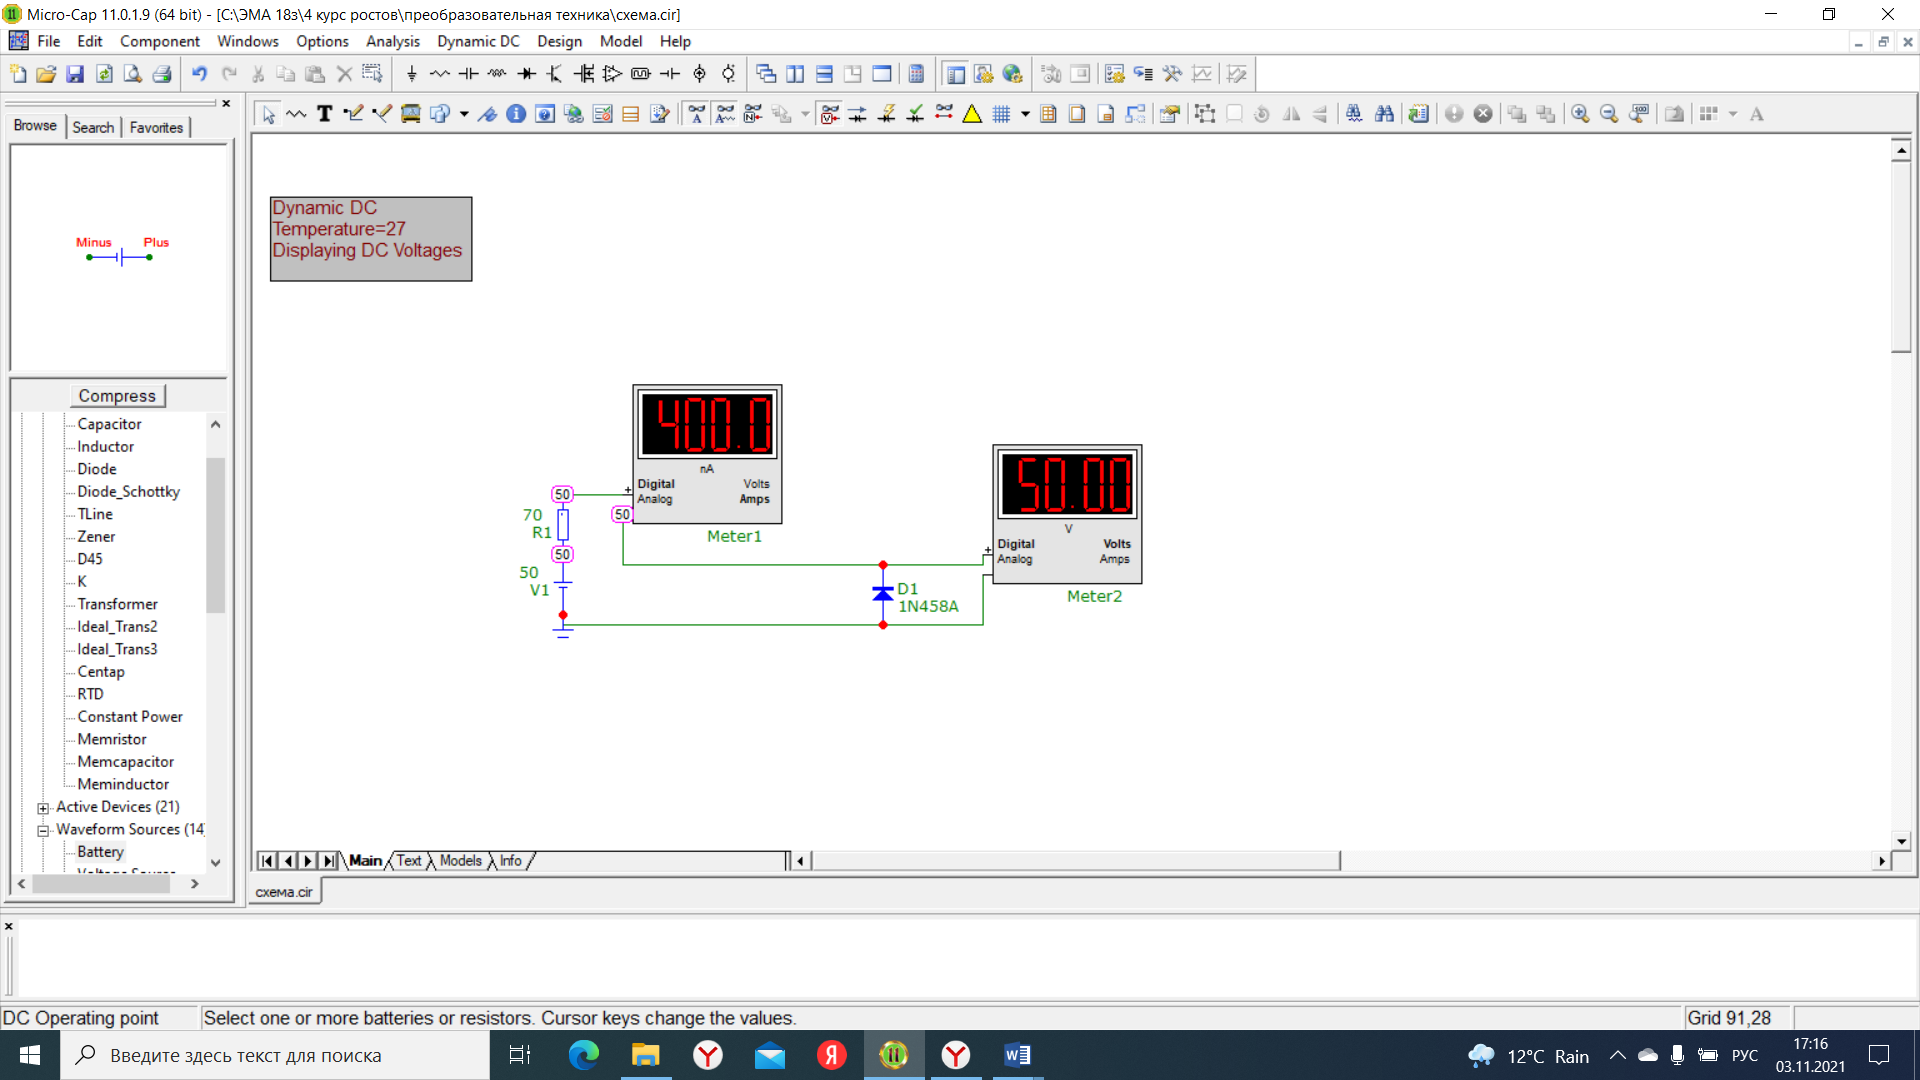 Micro-Cap 11.0.1.9 (64 bit) - [C:\ЭМА 18з\4 курс ростов\преобразовательная техника\схема.cir]
File Edit Component Windows Options Analysis Dynamic DC Design Model Help
Browse Search Favorites
Minus Plus
Compress
Capacitor
Inductor
Diode
Diode_Schottky
TLine
Zener
D45
K
Transformer
Ideal_Trans2
Ideal_Trans3
Centap
RTD
Constant Power
Memristor
Memcapacitor
Meminductor
Active Devices (21)
Waveform Sources (14
Battery
Dynamic DC
Temperature=27
Displaying DC Voltages
400.0
nA
Digital Volts
Analog Amps
Meter1
50
70
R1
50
50
50
V1
D1
1N458A
50.00
V
Digital Volts
Analog Amps
Meter2
Main Text Models Info
схема.cir
DC Operating point
Select one or more batteries or resistors. Cursor keys change the values.
Grid 91,28
Введите здесь текст для поиска
12°C Rain
РУС
17:16
03.11.2021